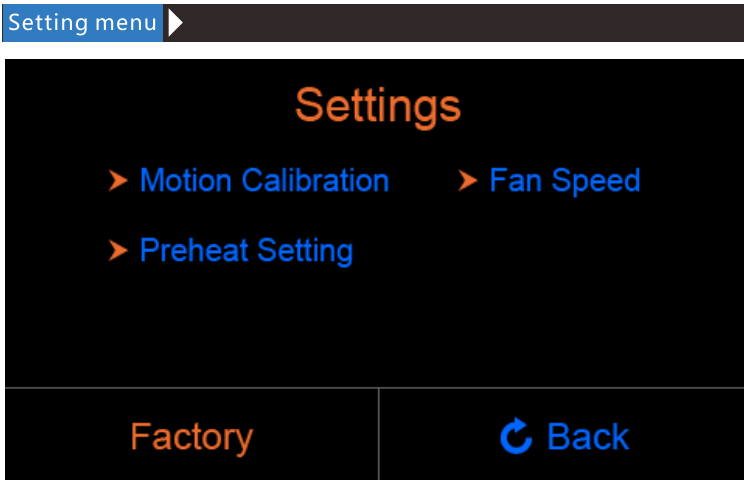 Setting menu
Settings
Motion Calibration
Fan Speed
Preheat Setting
Factory
Back